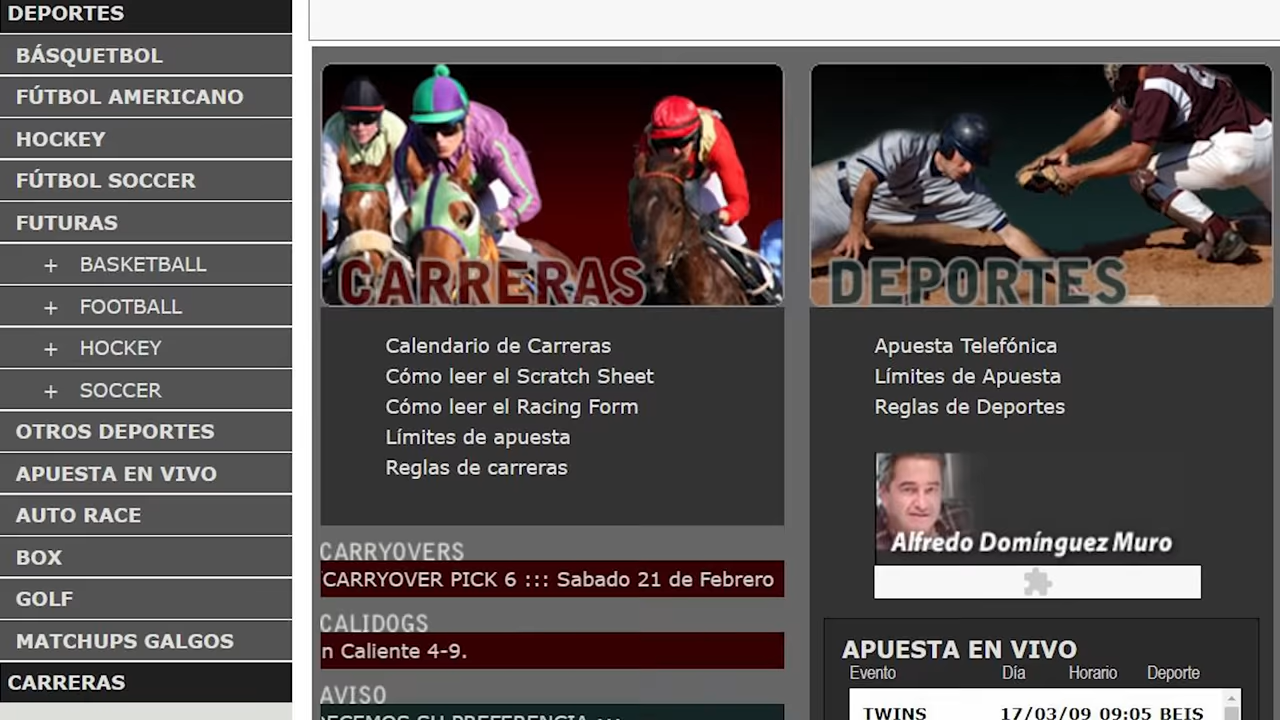 DEPORTES
BÁSQUETBOL
FÚTBOL AMERICANO
HOCKEY
FÚTBOL SOCCER
FUTURAS
+ BASKETBALL
+ FOOTBALL
+ HOCKEY
+ SOCCER
OTROS DEPORTES
APUESTA EN VIVO
AUTO RACE
BOX
GOLF
MATCHUPS GALGOS
CARRERAS
CARRERAS
Calendario de Carreras
Cómo leer el Scratch Sheet
Cómo leer el Racing Form
Límites de apuesta
Reglas de carreras
CARRYOVERS
CARRYOVER PICK 6 ::: Sabado 21 de Febrero
CALIDOGS
n Caliente 4-9.
AVISO
ECEMOS SU PREFERENCIA :::
DEPORTES
Apuesta Telefónica
Límites de Apuesta
Reglas de Deportes
Alfredo Domínguez Muro
APUESTA EN VIVO
Evento Día Horario Deporte
TWINS 17/03/09 09:05 BEIS